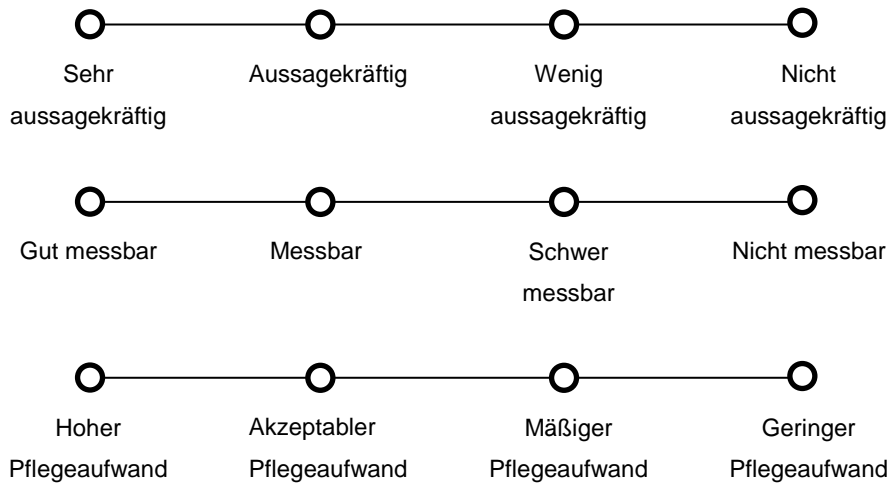 Sehr Aussagekräftig Wenig Nicht
aussagekräftig aussagekräftig aussagekräftig
Gut messbar Messbar Schwer Nicht messbar
messbar
Hoher Akzeptabler Mäßiger Geringer
Pflegeaufwand Pflegeaufwand Pflegeaufwand Pflegeaufwand